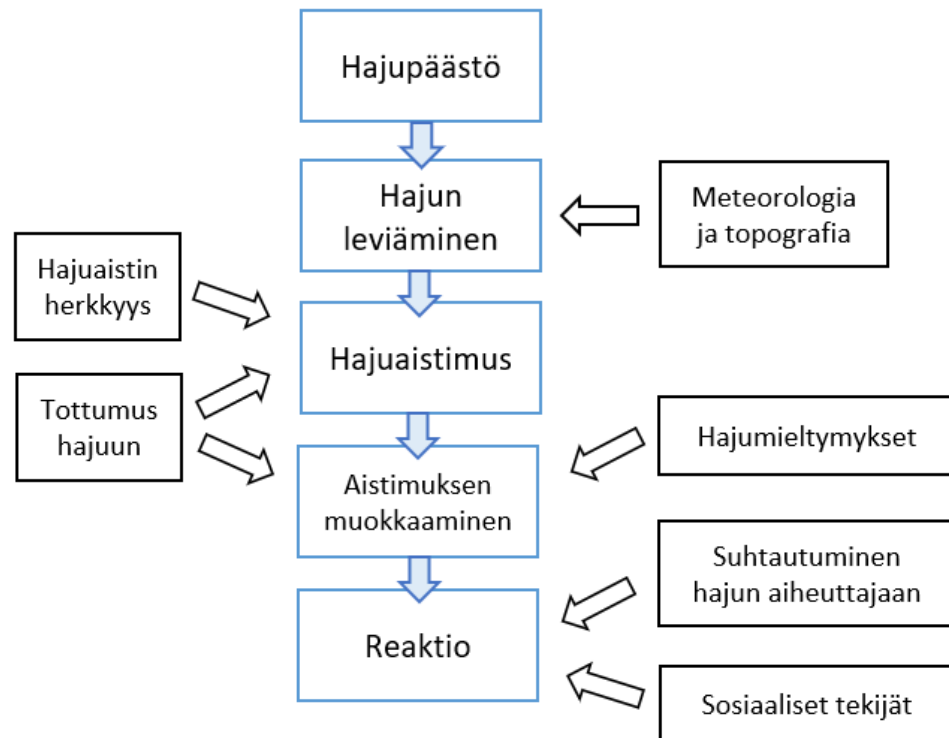 Hajupäästö
Hajun
leviäminen
Meteorologia
ja topografia
Hajuaistin
herkkyys
Hajuaistimus
Tottumus
hajuun
Hajumieltymykset
Aistimuksen
muokkaaminen
Suhtautuminen
hajun aiheuttajaan
Reaktio
Sosiaaliset tekijät